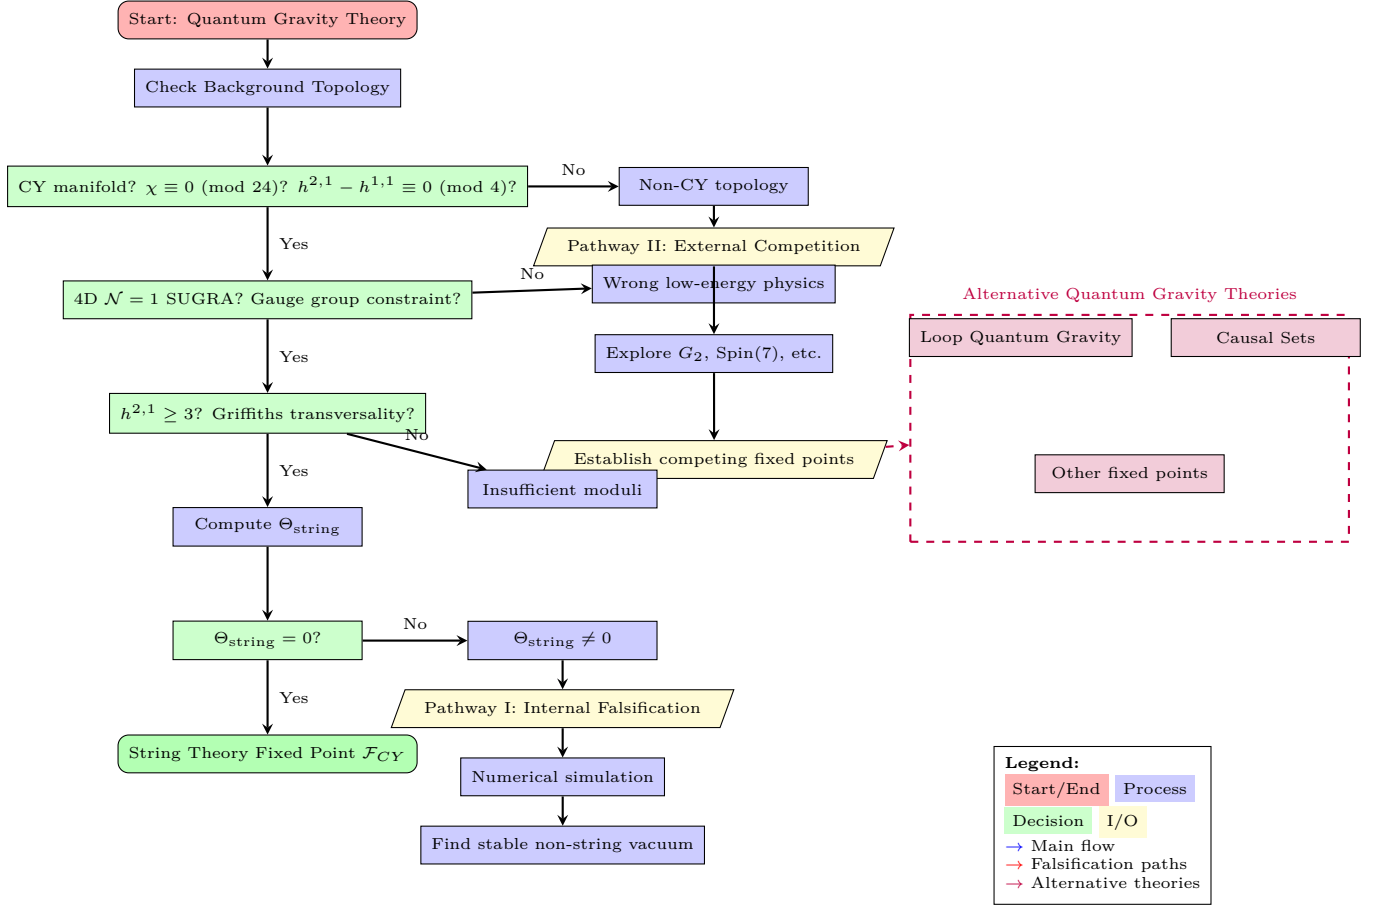 Start: Quantum Gravity Theory
Check Background Topology
CY manifold? χ ≡ 0 (mod 24)? h^{2,1} − h^{1,1} ≡ 0 (mod 4)?
No
Non-CY topology
Yes
Pathway II: External Competition
4D 𝒩 = 1 SUGRA? Gauge group constraint?
No
Wrong low-energy physics
Alternative Quantum Gravity Theories
Loop Quantum Gravity
Causal Sets
Yes
Explore G_2, Spin(7), etc.
h^{2,1} ≥ 3? Griffiths transversality?
No
Establish competing fixed points
Other fixed points
Yes
Insufficient moduli
Compute Θ_string
Θ_string = 0?
No
Θ_string ≠ 0
Yes
Pathway I: Internal Falsification
String Theory Fixed Point ℱ_CY
Numerical simulation
Find stable non-string vacuum
Legend:
Start/End Process
Decision I/O
→ Main flow
→ Falsification paths
→ Alternative theories